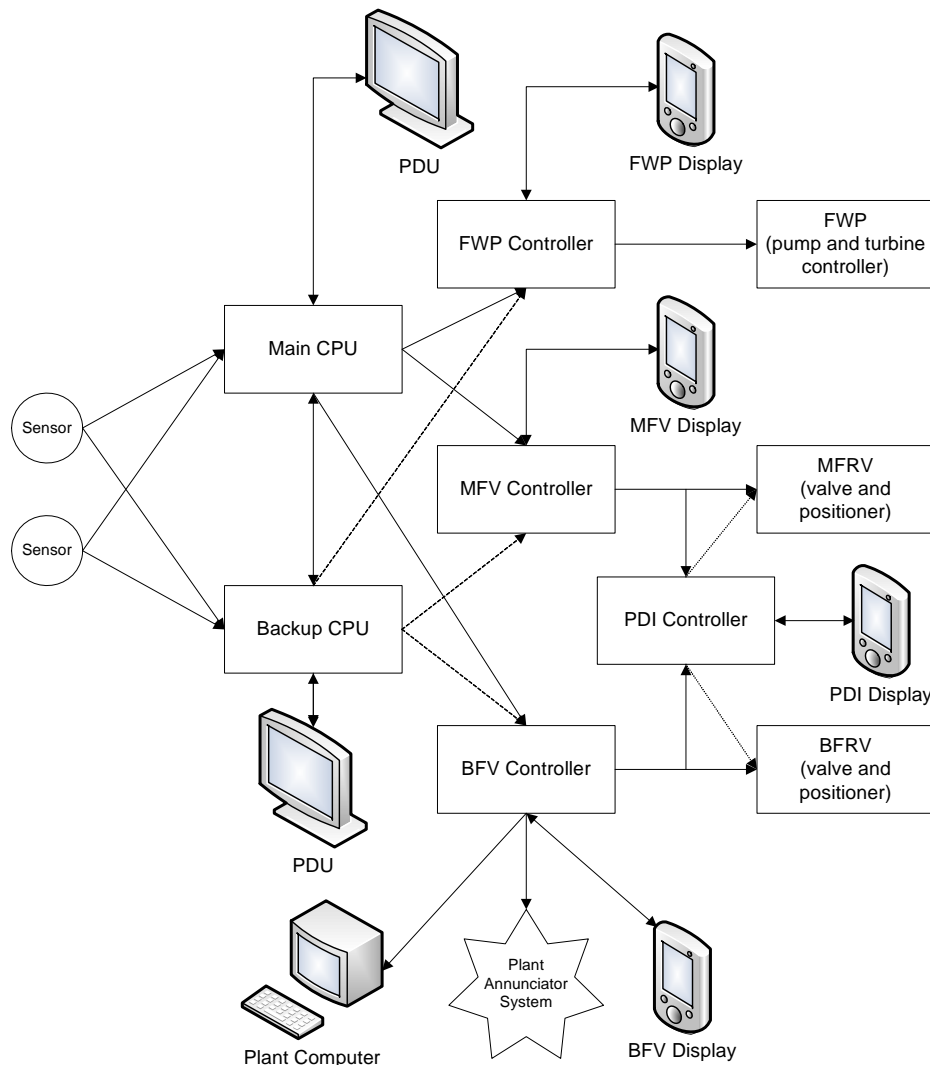 PDU
FWP Display
FWP Controller
FWP
(pump and turbine
controller)
Main CPU
MFV Display
Sensor
MFV Controller
MFRV
(valve and
positioner)
Sensor
Backup CPU
PDI Controller
PDI Display
BFV Controller
BFRV
(valve and
positioner)
PDU
Plant
Annunciator
System
Plant Computer
BFV Display